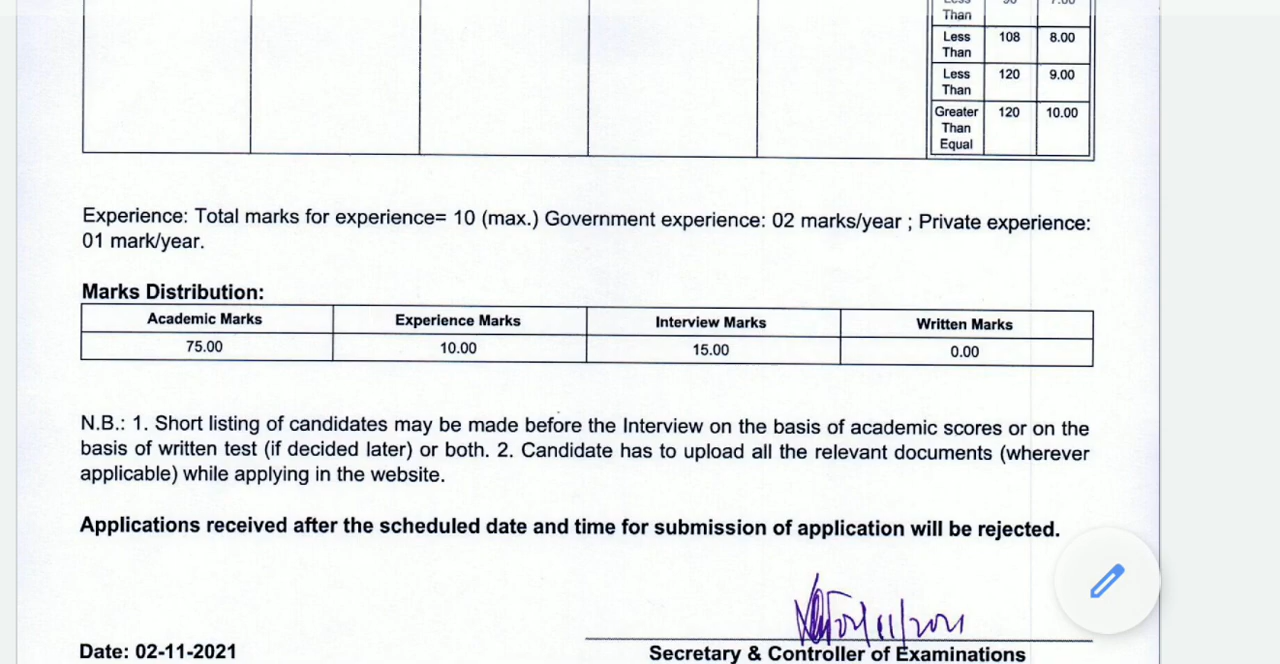 Than
Less Than 108 8.00
Less Than 120 9.00
Greater Than Equal 120 10.00
Experience: Total marks for experience= 10 (max.) Government experience: 02 marks/year ; Private experience:
01 mark/year.
Marks Distribution:
Academic Marks Experience Marks Interview Marks Written Marks
75.00 10.00 15.00 0.00
N.B.: 1. Short listing of candidates may be made before the Interview on the basis of academic scores or on the
basis of written test (if decided later) or both. 2. Candidate has to upload all the relevant documents (wherever
applicable) while applying in the website.
Applications received after the scheduled date and time for submission of application will be rejected.
02/11/2021
Date: 02-11-2021
Secretary & Controller of Examinations